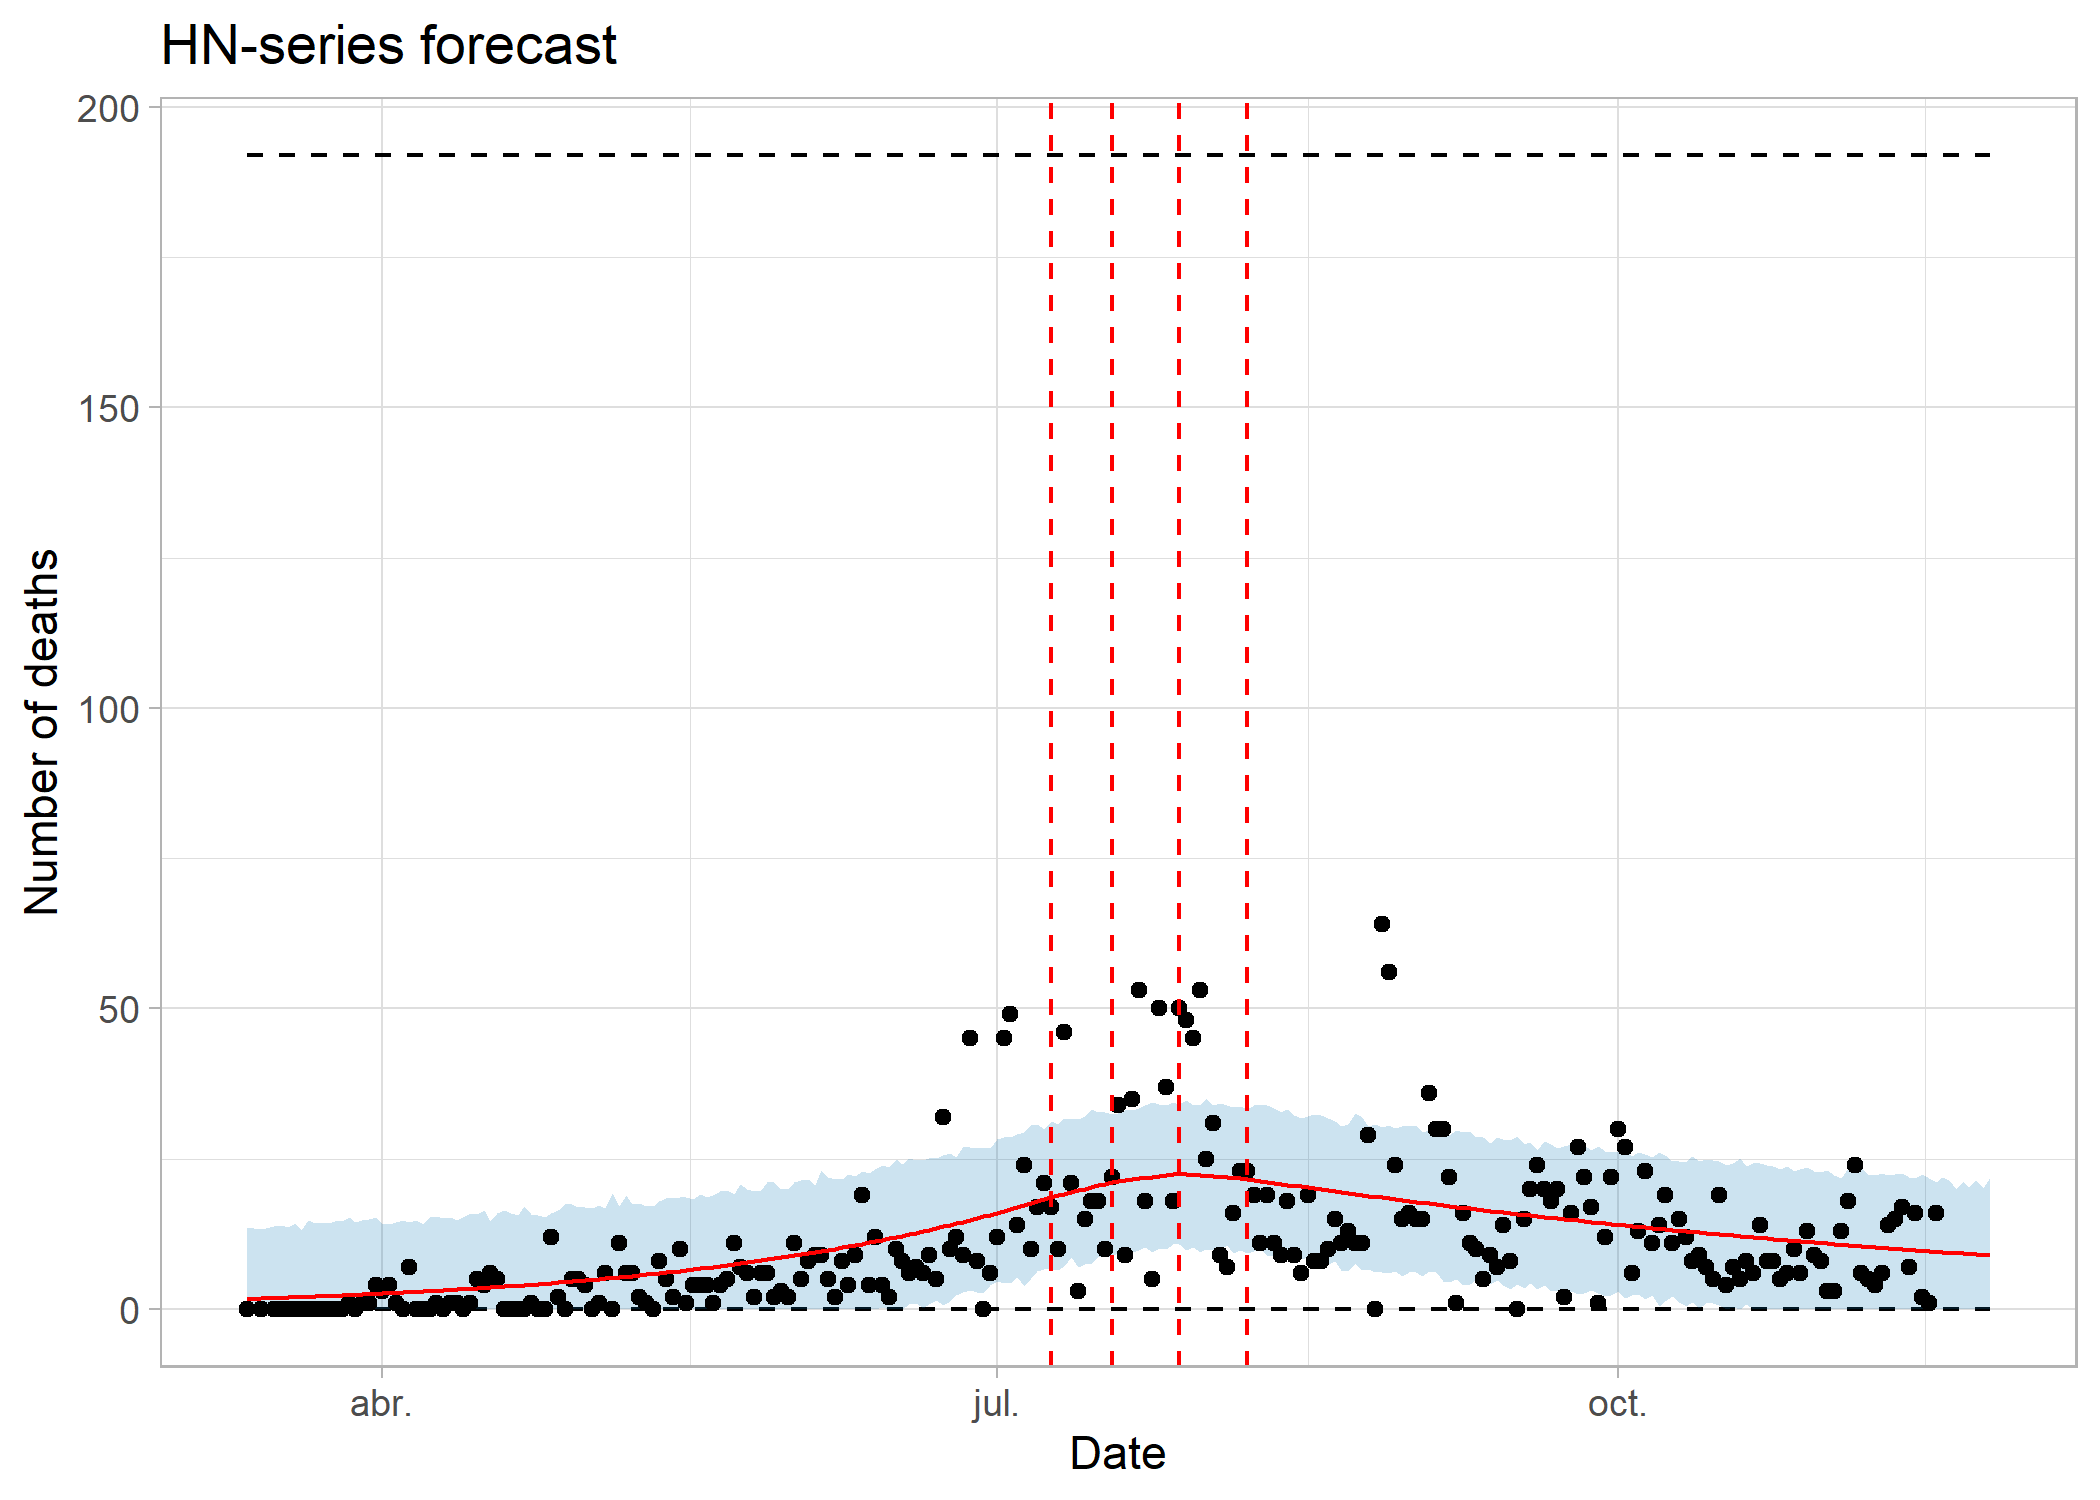 HN-series forecast
200
150
100
50
0
Number of deaths
abr.
jul.
oct.
Date